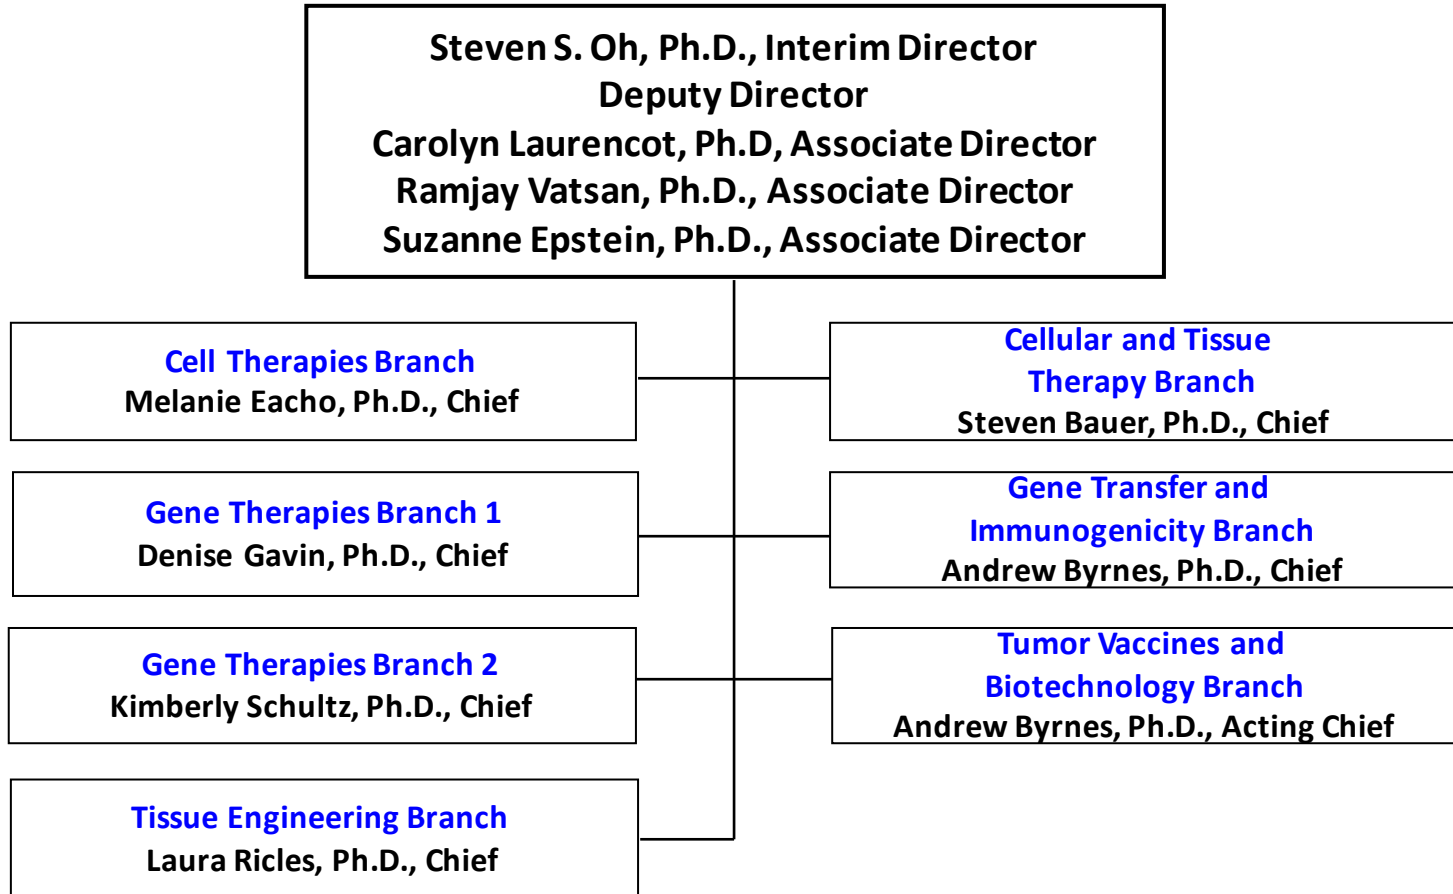 Steven S. Oh, Ph.D., Interim Director
Deputy Director
Carolyn Laurencot, Ph.D, Associate Director
Ramjay Vatsan, Ph.D., Associate Director
Suzanne Epstein, Ph.D., Associate Director
Cell Therapies Branch
Melanie Eacho, Ph.D., Chief
Cellular and Tissue
Therapy Branch
Steven Bauer, Ph.D., Chief
Gene Therapies Branch 1
Denise Gavin, Ph.D., Chief
Gene Transfer and
Immunogenicity Branch
Andrew Byrnes, Ph.D., Chief
Gene Therapies Branch 2
Kimberly Schultz, Ph.D., Chief
Tumor Vaccines and
Biotechnology Branch
Andrew Byrnes, Ph.D., Acting Chief
Tissue Engineering Branch
Laura Ricles, Ph.D., Chief